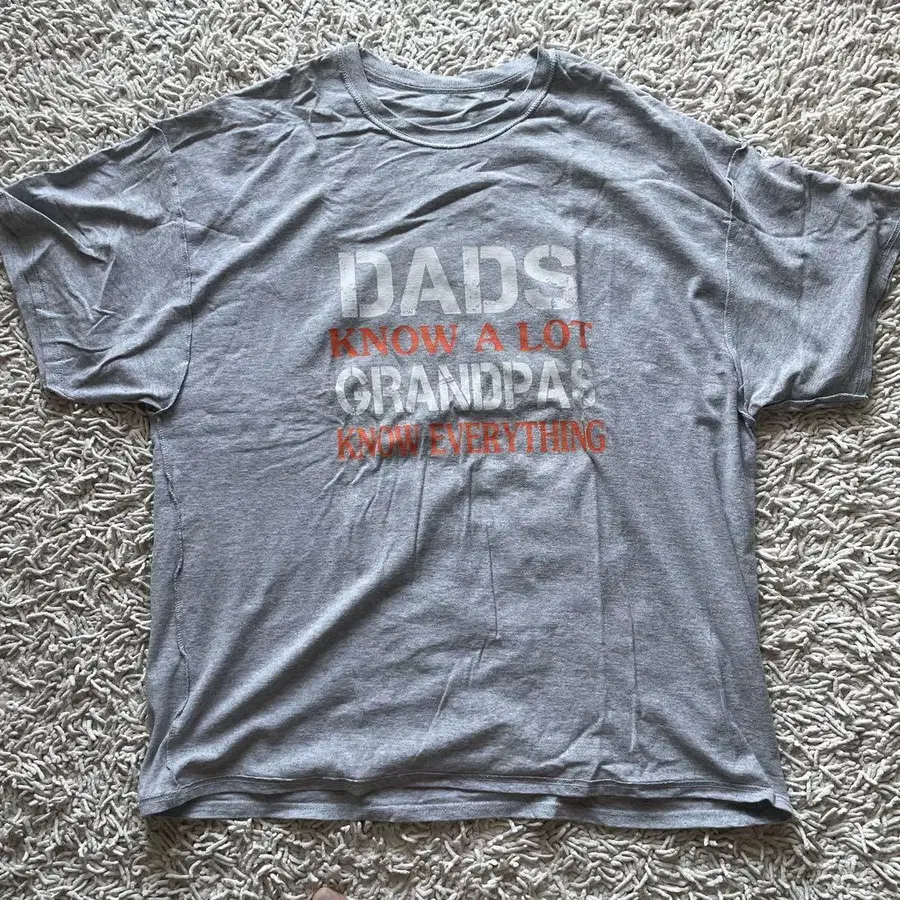 DADS
KNOW A LOT
GRANDPAS
KNOW EVERYTHING